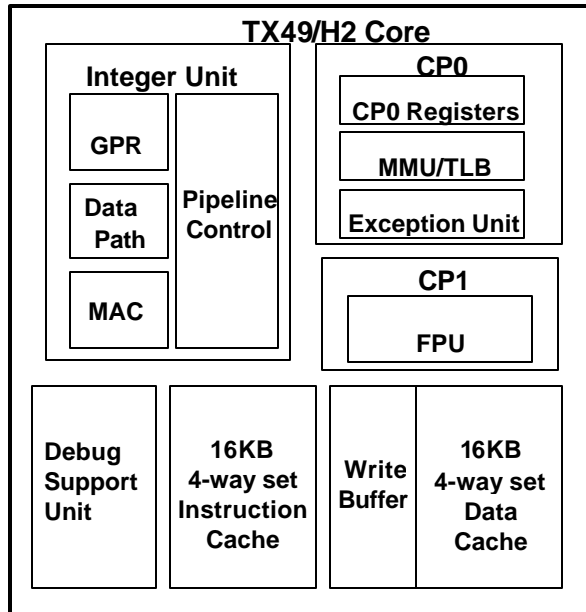 TX49/H2 Core
Integer Unit
GPR
Data
Path
MAC
Pipeline
Control
CP0
CP0 Registers
MMU/TLB
Exception Unit
CP1
FPU
Debug
Support
Unit
16KB
4-way set
Instruction
Cache
Write
Buffer
16KB
4-way set
Data
Cache